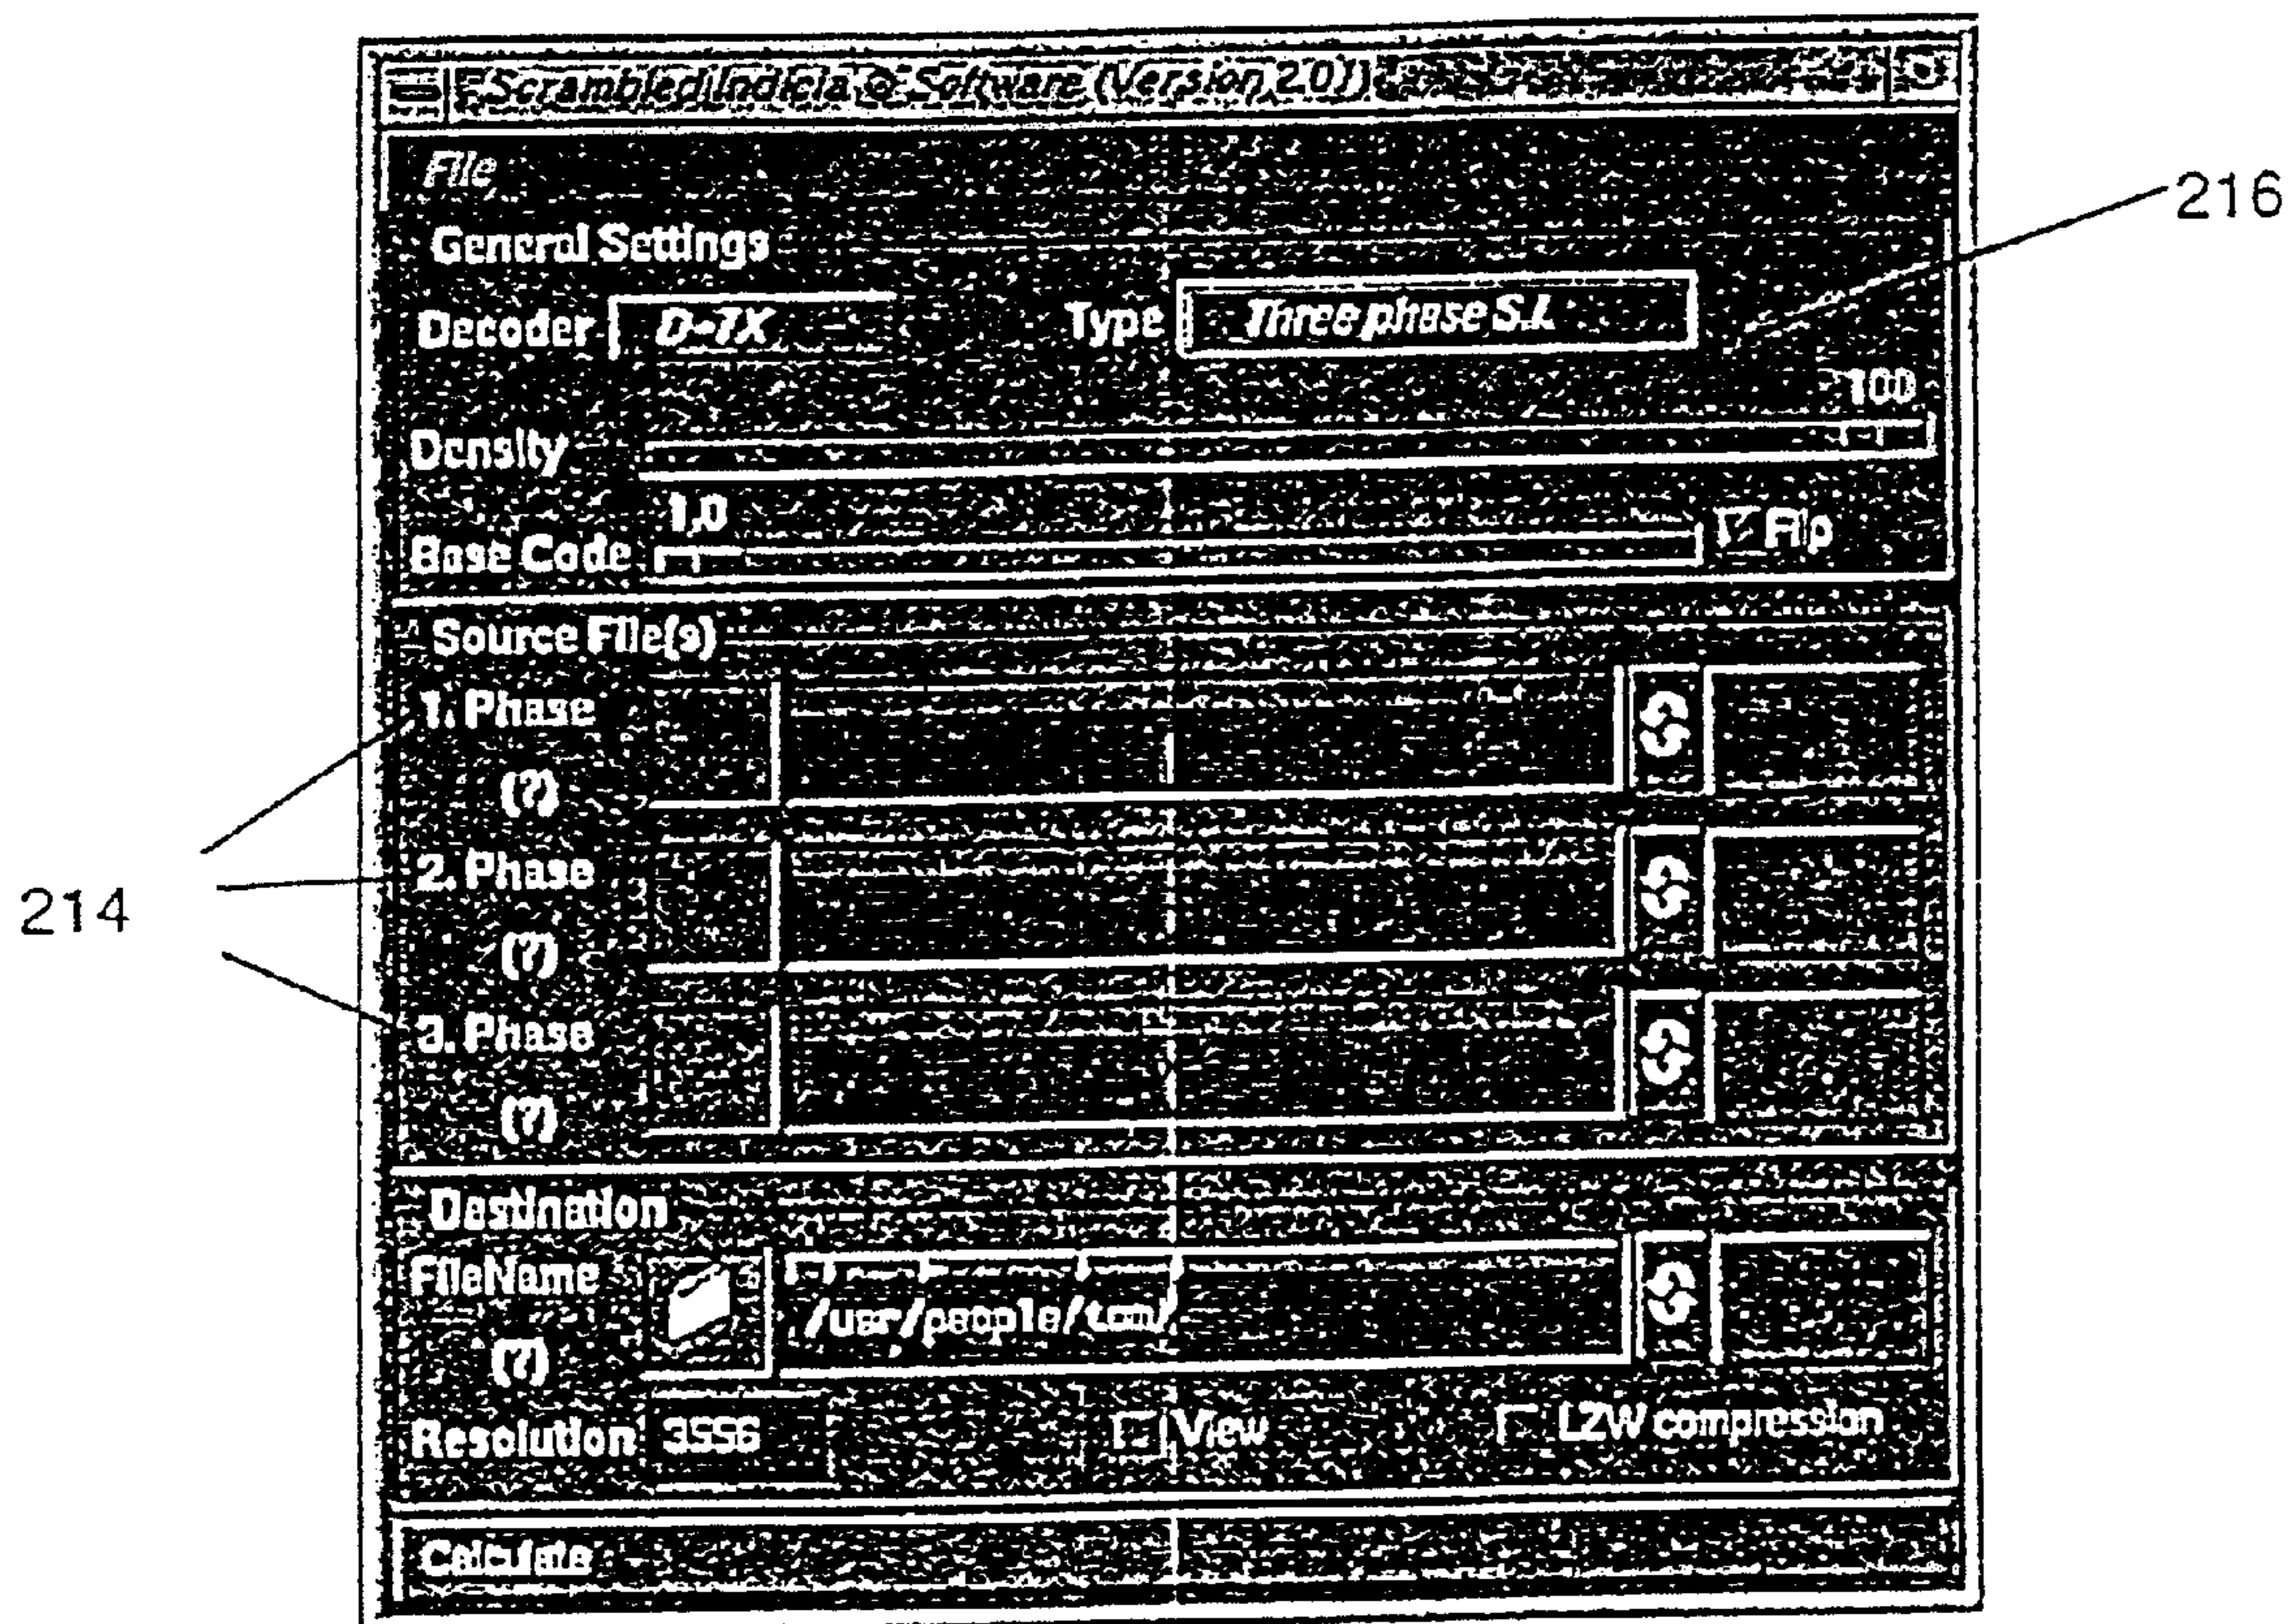 Scrambled Indicia @ Software (Version 2.0)
File
216
General Settings
Decoder D-7X Type Three phase S.I.
100
Density
1.0
Base Code Flip
Source File(s)
1. Phase
(?)
214
2. Phase
(?)
3. Phase
(?)
Destination
FileName
/usr/people/tom/
(?)
Resolution 3556 View LZW compression
Calculate